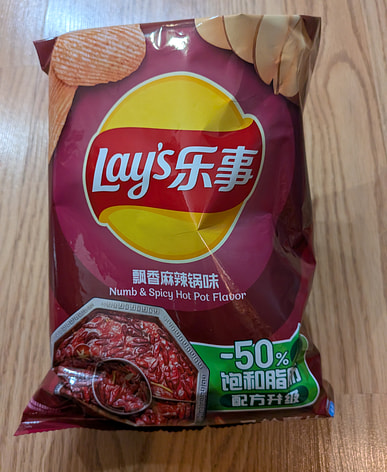 Lay's乐事
飘香麻辣锅味
Numb & Spicy Hot Pot Flavor
-50%
饱和脂肪
配方升级